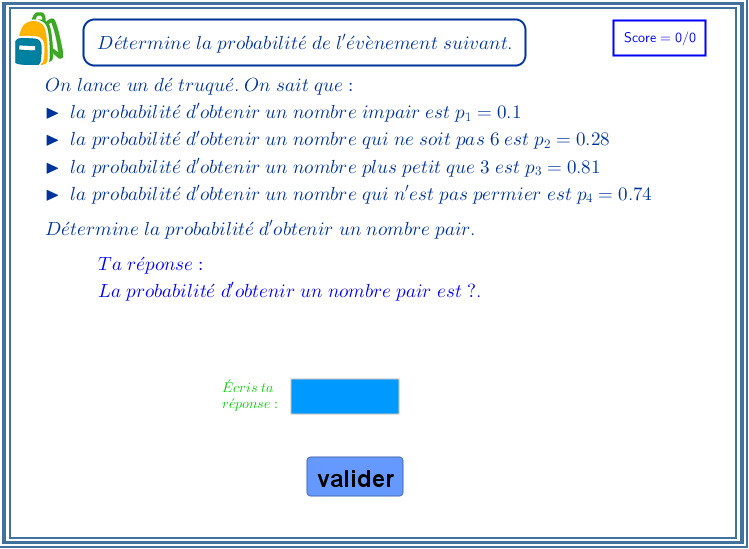 Détermine la probabilité de l'évènement suivant.
Score = 0/0
On lance un dé truqué. On sait que :
► la probabilité d'obtenir un nombre impair est p₁ = 0.1
► la probabilité d'obtenir un nombre qui ne soit pas 6 est p₂ = 0.28
► la probabilité d'obtenir un nombre plus petit que 3 est p₃ = 0.81
► la probabilité d'obtenir un nombre qui n'est pas permier est p₄ = 0.74
Détermine la probabilité d'obtenir un nombre pair.
Ta réponse :
La probabilité d'obtenir un nombre pair est ?.
Écris ta
réponse :
valider